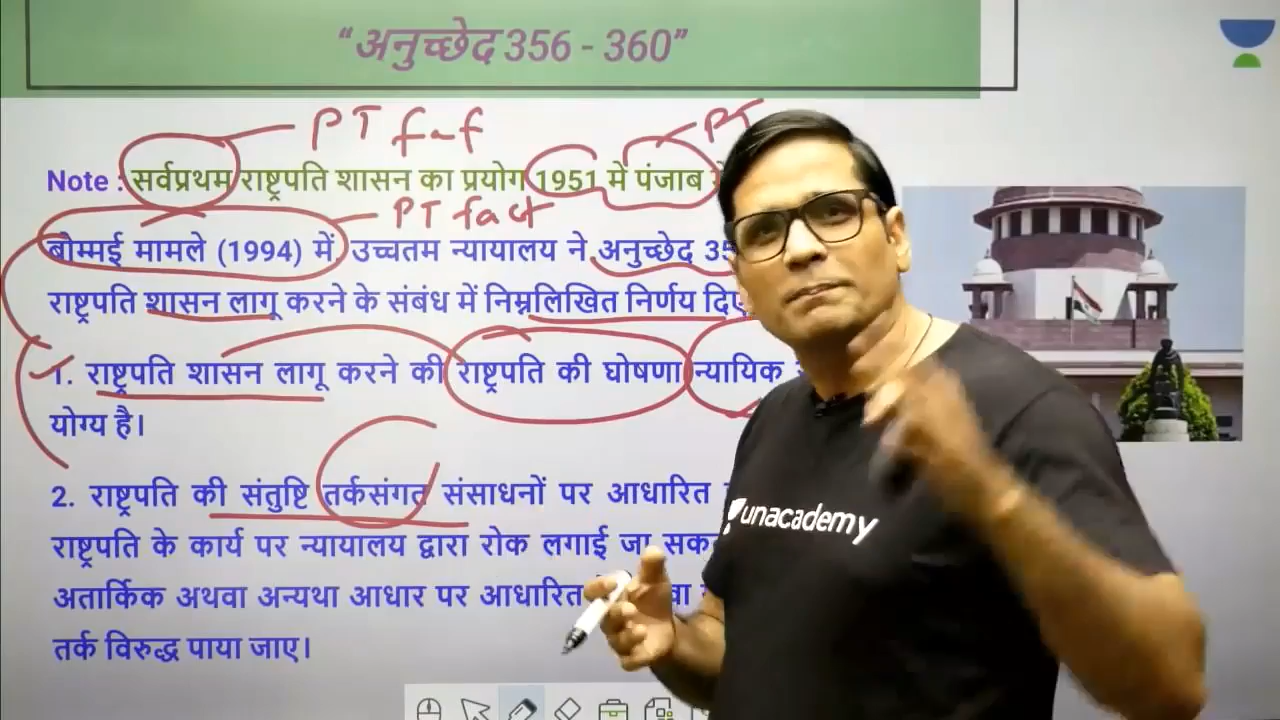 “अनुच्छेद 356 - 360”
PT faf
PT
Note : सर्वप्रथम राष्ट्रपति शासन का प्रयोग 1951 में पंजाब
PT fact
बोम्मई मामले (1994) में उच्चतम न्यायालय ने अनुच्छेद
राष्ट्रपति शासन लागू करने के संबंध में निम्नलिखित निर्णय
1. राष्ट्रपति शासन लागू करने की राष्ट्रपति की घोषणा न्यायिक
योग्य है।
2. राष्ट्रपति की संतुष्टि तर्कसंगत संसाधनों पर आधारित
राष्ट्रपति के कार्य पर न्यायालय द्वारा रोक लगाई जा
अतार्किक अथवा अन्यथा आधार पर आधारित
तर्क विरुद्ध पाया जाए।
unacademy